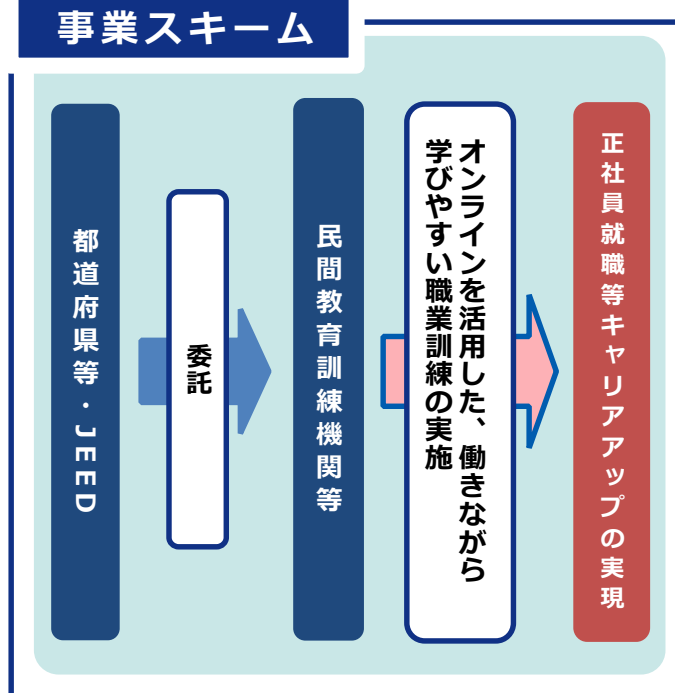 事業スキーム
都道府県等・JEED
委託
民間教育訓練機関等
オンラインを活用した、働きながら
学びやすい職業訓練の実施
正社員就職等キャリアアップの実現